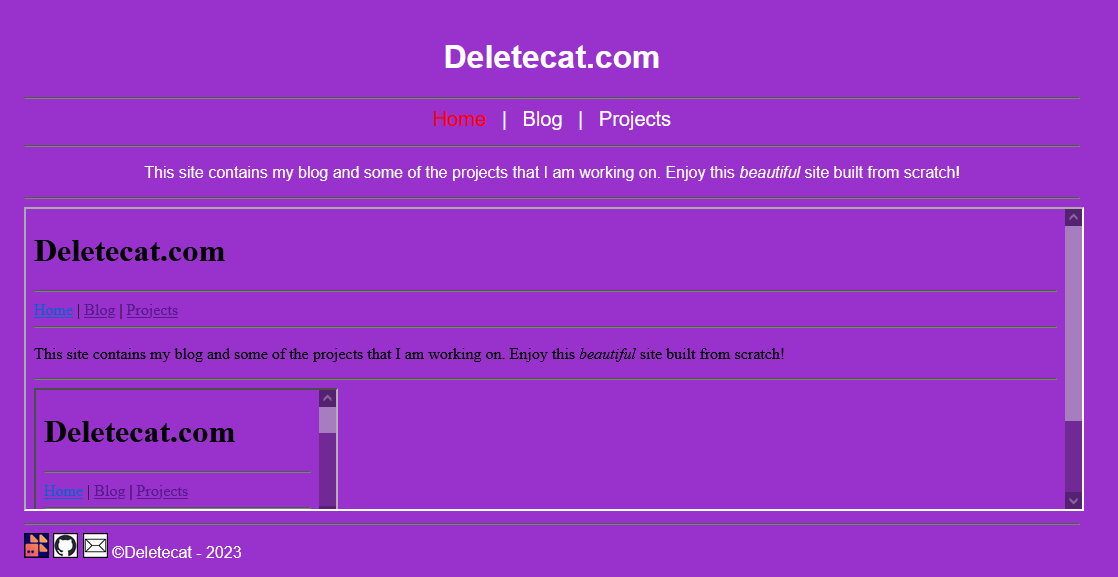 Deletecat.com
Home | Blog | Projects
This site contains my blog and some of the projects that I am working on. Enjoy this beautiful site built from scratch!
Deletecat.com
Home | Blog | Projects
This site contains my blog and some of the projects that I am working on. Enjoy this beautiful site built from scratch!
Deletecat.com
Home | Blog | Projects
©Deletecat - 2023